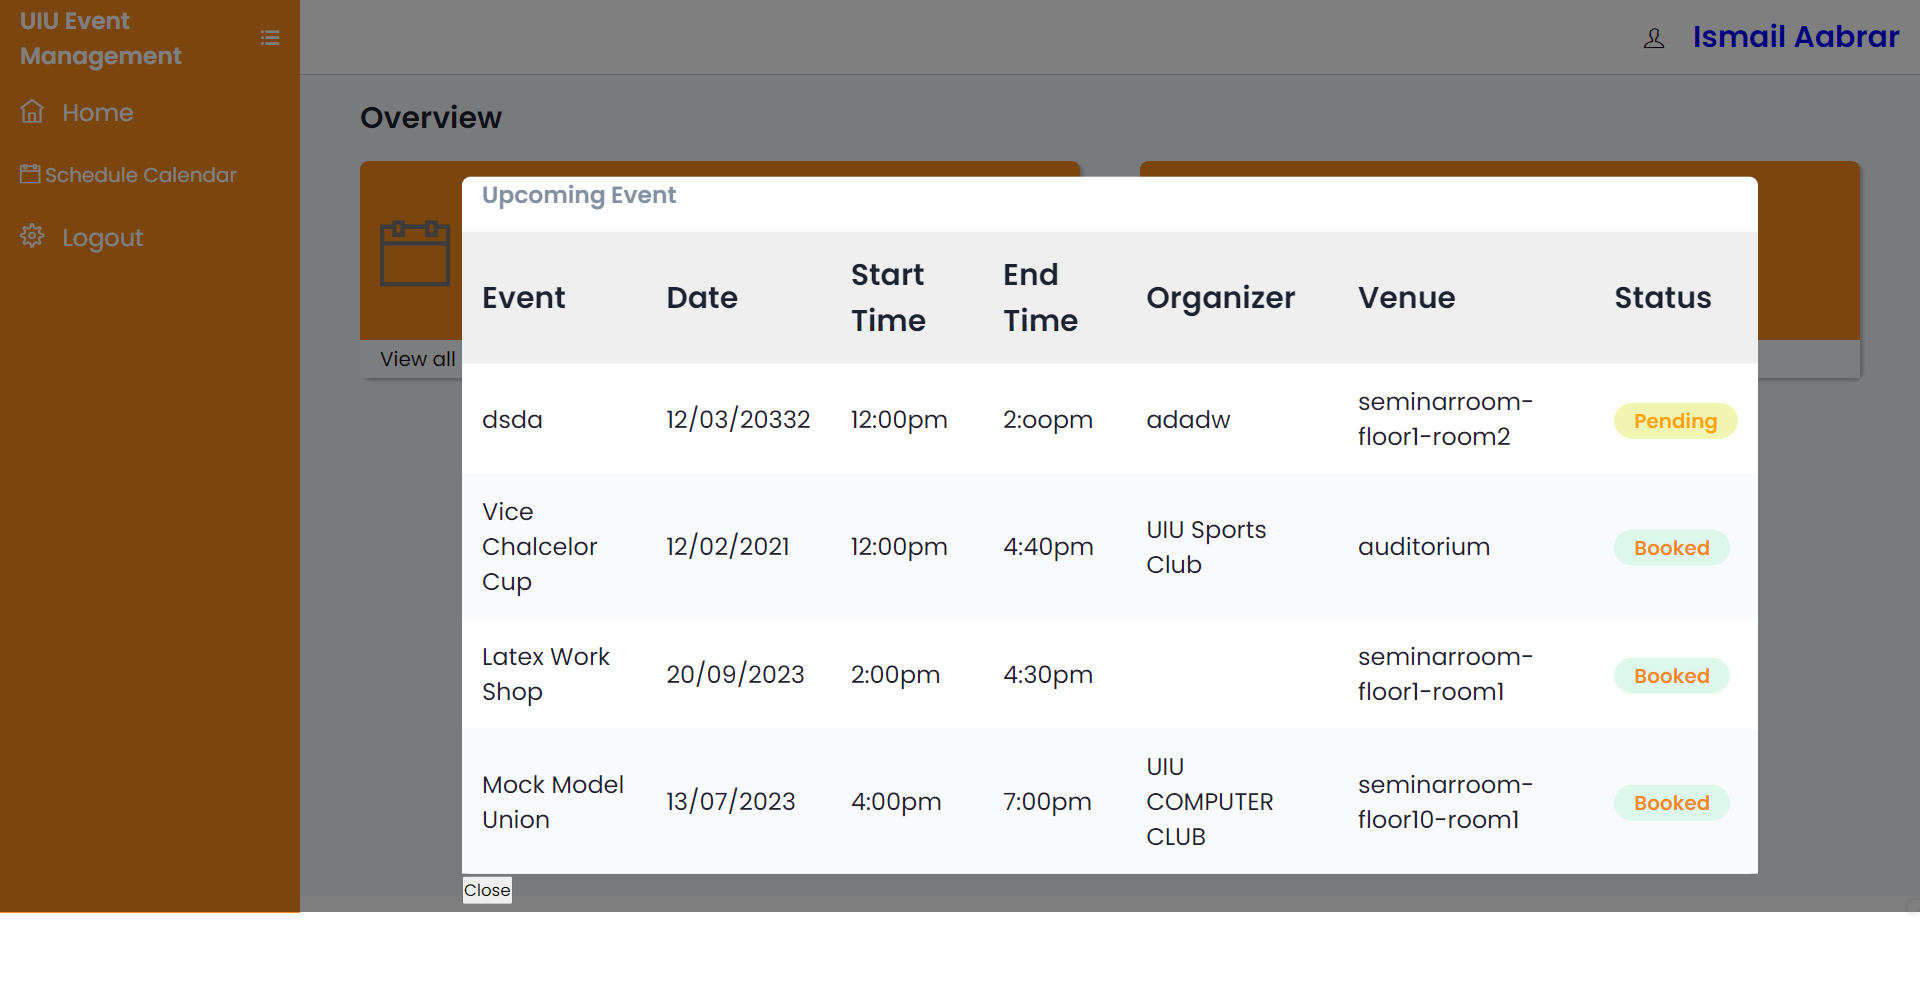 UIU Event
Management
Home
Schedule Calendar
Logout
Ismail Aabrar
Overview
View all
Upcoming Event
Event Date Start Time End Time Organizer Venue Status
dsda 12/03/20332 12:00pm 2:oopm adadw seminarroom-floor1-room2 Pending
Vice Chalcelor Cup 12/02/2021 12:00pm 4:40pm UIU Sports Club auditorium Booked
Latex Work Shop 20/09/2023 2:00pm 4:30pm seminarroom-floor1-room1 Booked
Mock Model Union 13/07/2023 4:00pm 7:00pm UIU COMPUTER CLUB seminarroom-floor10-room1 Booked
Close